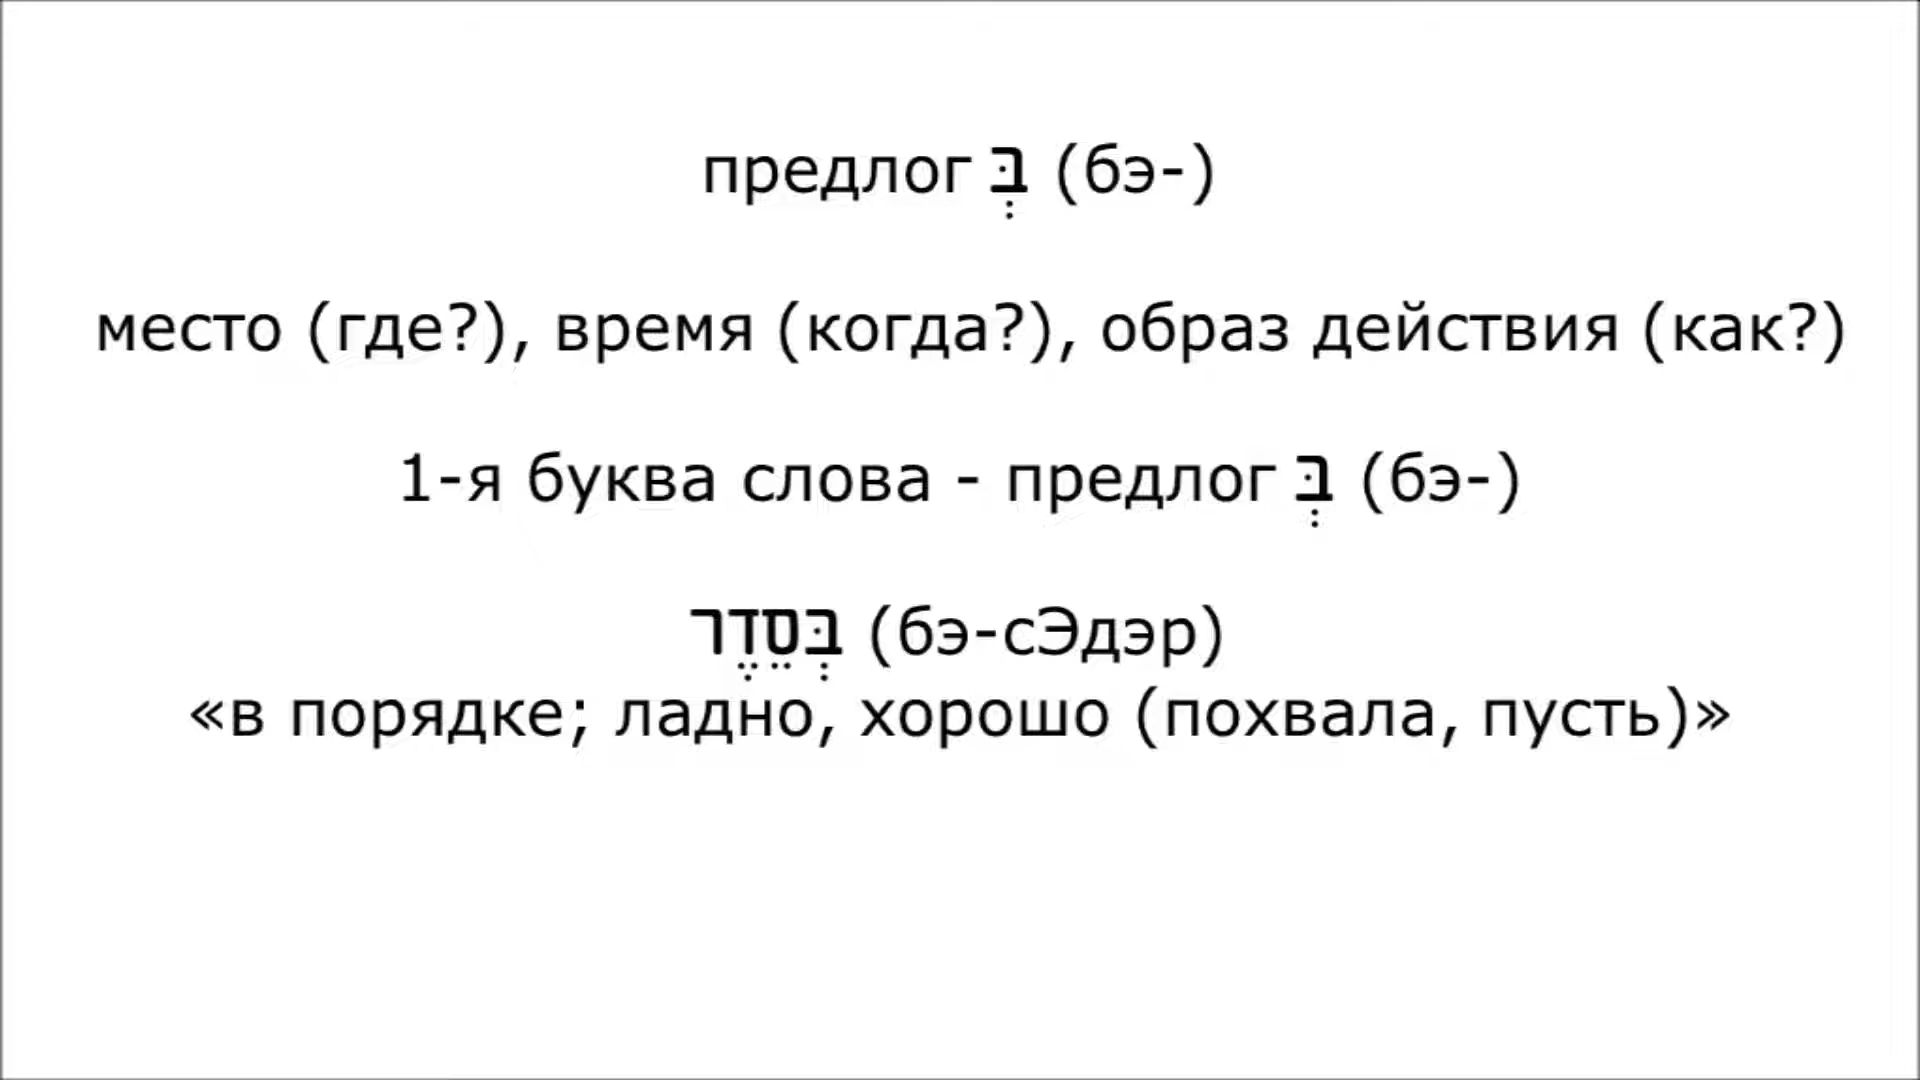 предлог בְּ (бэ-)
место (где?), время (когда?), образ действия (как?)
1-я буква слова - предлог בְּ (бэ-)
בְּסֵדֶר (бэ-сЭдэр)
«в порядке; ладно, хорошо (похвала, пусть)»